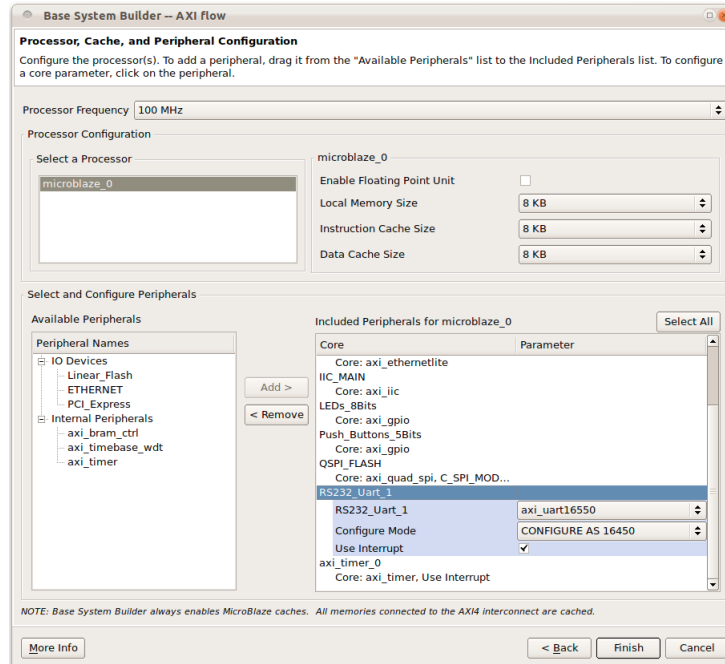 Base System Builder -- AXI flow
Processor, Cache, and Peripheral Configuration
Configure the processor(s). To add a peripheral, drag it from the "Available Peripherals" list to the Included Peripherals list. To configure
a core parameter, click on the peripheral.
Processor Frequency 100 MHz
Processor Configuration
Select a Processor
microblaze_0
microblaze_0
Enable Floating Point Unit
Local Memory Size 8 KB
Instruction Cache Size 8 KB
Data Cache Size 8 KB
Select and Configure Peripherals
Available Peripherals
Peripheral Names
IO Devices
Linear_Flash
ETHERNET
PCI_Express
Internal Peripherals
axi_bram_ctrl
axi_timebase_wdt
axi_timer
Add >
< Remove
Included Peripherals for microblaze_0
Select All
Core Parameter
Core: axi_ethernetlite
IIC_MAIN
Core: axi_iic
LEDs_8Bits
Core: axi_gpio
Push_Buttons_5Bits
Core: axi_gpio
QSPI_FLASH
Core: axi_quad_spi, C_SPI_MOD...
RS232_Uart_1
RS232_Uart_1 axi_uart16550
Configure Mode CONFIGURE AS 16450
Use Interrupt
axi_timer_0
Core: axi_timer, Use Interrupt
NOTE: Base System Builder always enables MicroBlaze caches. All memories connected to the AXI4 interconnect are cached.
More Info
< Back
Finish
Cancel